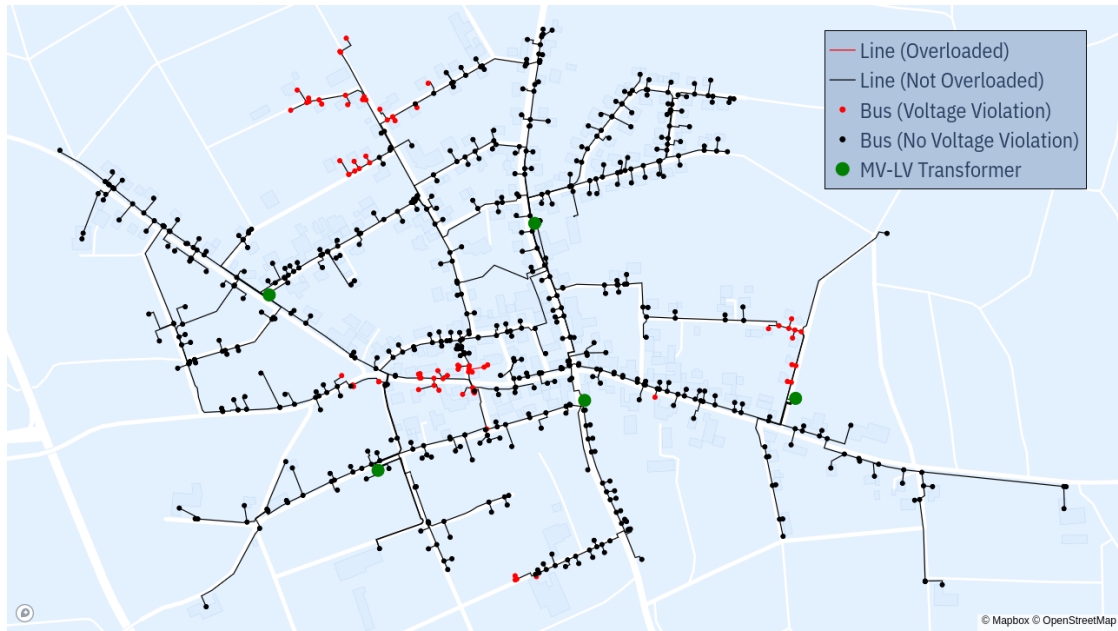 Line (Overloaded)
Line (Not Overloaded)
Bus (Voltage Violation)
Bus (No Voltage Violation)
MV-LV Transformer
© Mapbox © OpenStreetMap